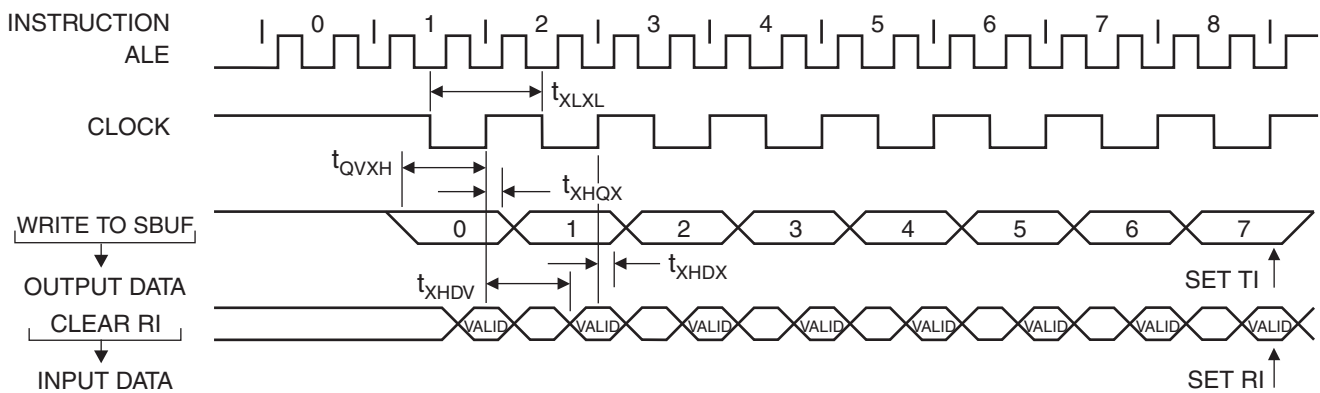 INSTRUCTION 0 1 2 3 4 5 6 7 8
ALE
tXLXL
CLOCK
tQVXH
tXHQX
WRITE TO SBUF 0 1 2 3 4 5 6 7
tXHDX
SET TI
OUTPUT DATA
tXHDV
CLEAR RI VALID VALID VALID VALID VALID VALID VALID VALID
INPUT DATA
SET RI